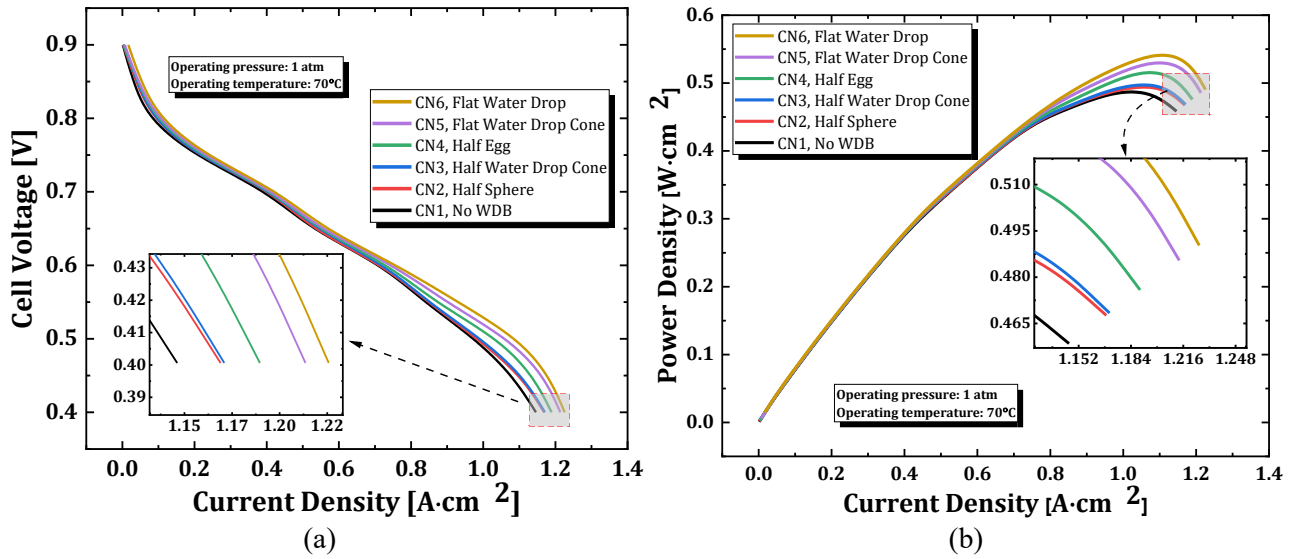 0.9
0.8
0.7
0.6
0.5
0.4
Cell Voltage [V]
Operating pressure: 1 atm
Operating temperature: 70°C
CN6, Flat Water Drop
CN5, Flat Water Drop Cone
CN4, Half Egg
CN3, Half Water Drop Cone
CN2, Half Sphere
CN1, No WDB
0.43
0.42
0.41
0.40
0.39
1.15 1.17 1.20 1.22
0.0 0.2 0.4 0.6 0.8 1.0 1.2 1.4
Current Density [A·cm 2]
(a)
0.6
0.5
0.4
0.3
0.2
0.1
0.0
Power Density [W·cm 2]
CN6, Flat Water Drop
CN5, Flat Water Drop Cone
CN4, Half Egg
CN3, Half Water Drop Cone
CN2, Half Sphere
CN1, No WDB
0.510
0.495
0.480
0.465
1.152 1.184 1.216 1.248
Operating pressure: 1 atm
Operating temperature: 70°C
0.0 0.2 0.4 0.6 0.8 1.0 1.2 1.4
Current Density [A·cm 2]
(b)